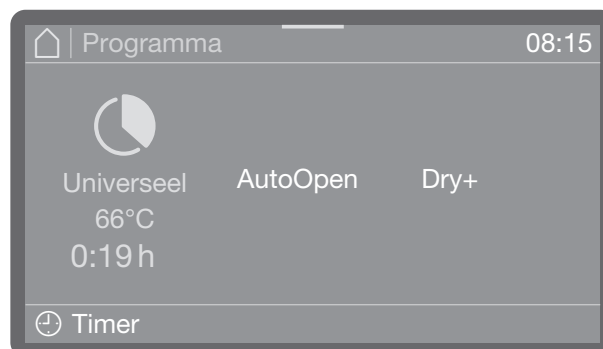 Programma 08:15
Universeel AutoOpen Dry+
66°C
0:19 h
Timer